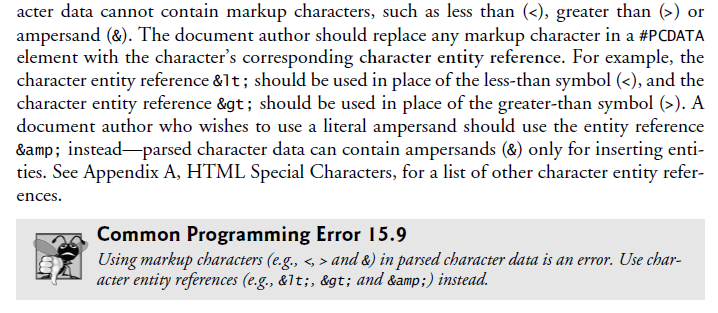 acter data cannot contain markup characters, such as less than (<), greater than (>) or
ampersand (&). The document author should replace any markup character in a #PCDATA
element with the character's corresponding character entity reference. For example, the
character entity reference &lt; should be used in place of the less-than symbol (<), and the
character entity reference &gt; should be used in place of the greater-than symbol (>). A
document author who wishes to use a literal ampersand should use the entity reference
&amp; instead—parsed character data can contain ampersands (&) only for inserting enti-
ties. See Appendix A, HTML Special Characters, for a list of other character entity refer-
ences.
Common Programming Error 15.9
Using markup characters (e.g., <, > and &) in parsed character data is an error. Use char-
acter entity references (e.g., &lt;, &gt; and &amp;) instead.